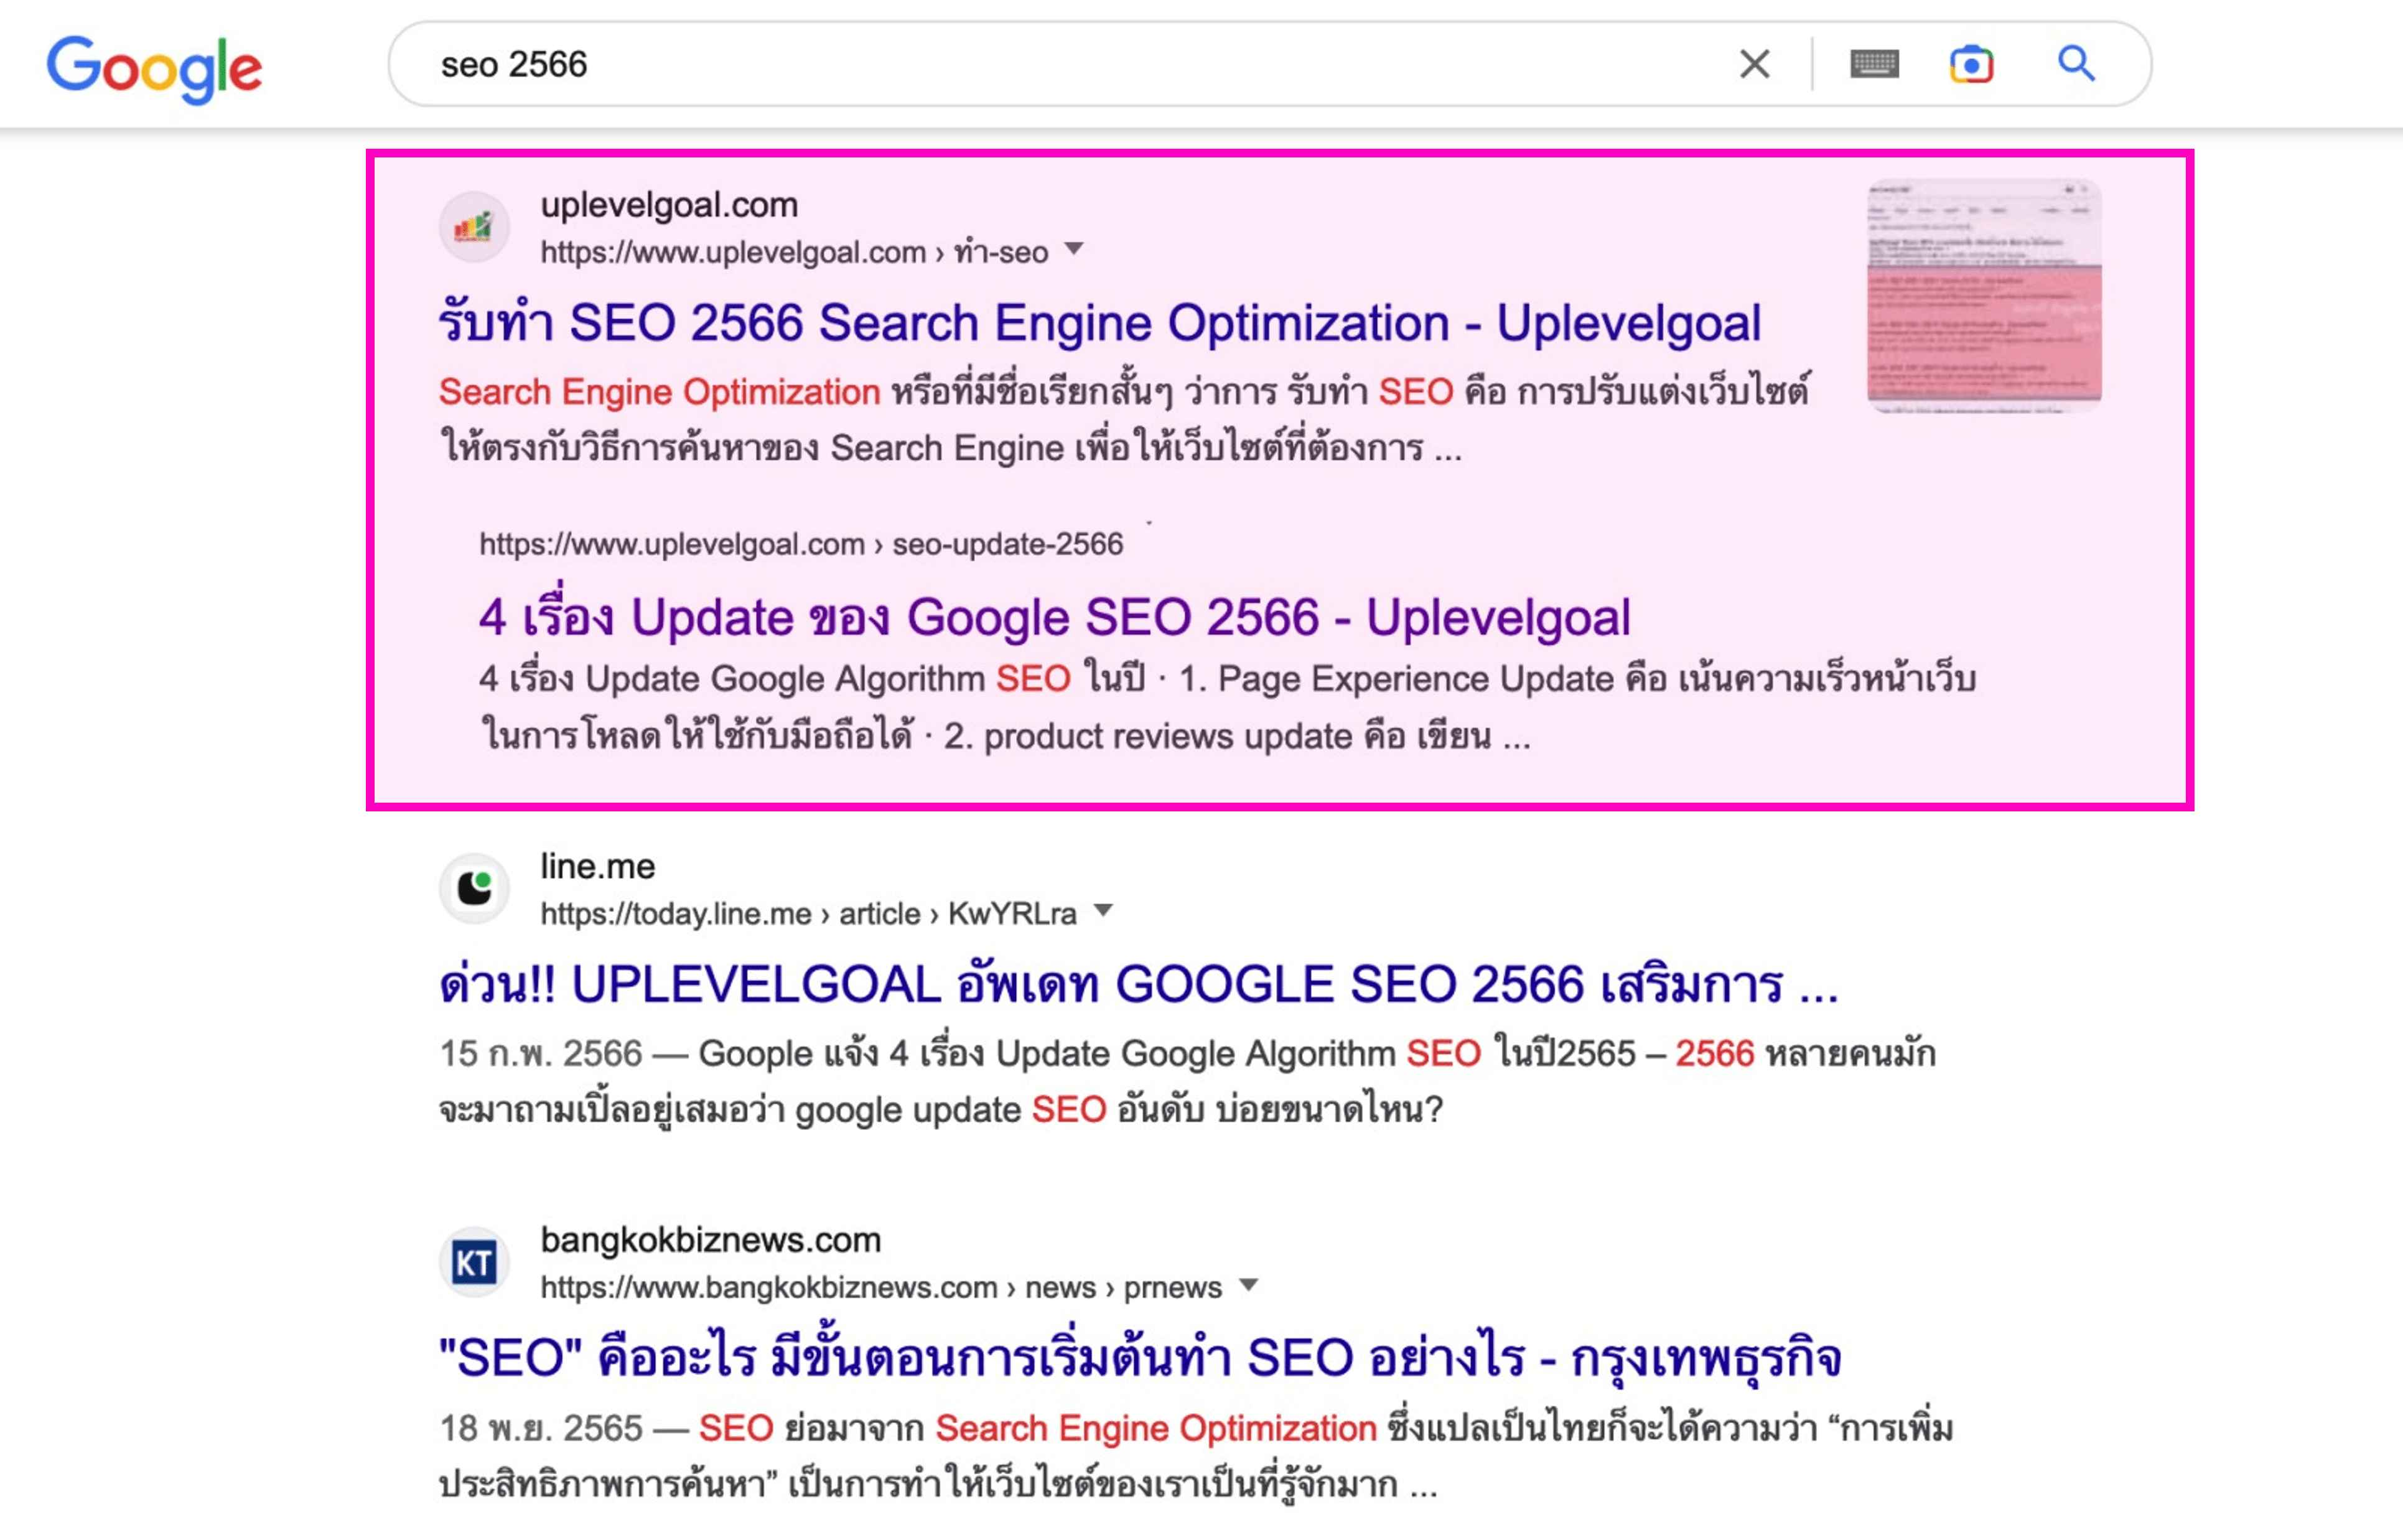 Google
seo 2566
uplevelgoal.com
https://www.uplevelgoal.com › ทำ-seo
รับทำ SEO 2566 Search Engine Optimization - Uplevelgoal
Search Engine Optimization หรือที่มีชื่อเรียกสั้นๆ ว่าการ รับทำ SEO คือ การปรับแต่งเว็บไซต์
ให้ตรงกับวิธีการค้นหาของ Search Engine เพื่อให้เว็บไซต์ที่ต้องการ ...
https://www.uplevelgoal.com › seo-update-2566
4 เรื่อง Update ของ Google SEO 2566 - Uplevelgoal
4 เรื่อง Update Google Algorithm SEO ในปี · 1. Page Experience Update คือ เน้นความเร็วหน้าเว็บ
ในการโหลดให้ใช้กับมือถือได้ · 2. product reviews update คือ เขียน ...
line.me
https://today.line.me › article › KwYRLra
ด่วน!! UPLEVELGOAL อัพเดท GOOGLE SEO 2566 เสริมการ ...
15 ก.พ. 2566 — Goople แจ้ง 4 เรื่อง Update Google Algorithm SEO ในปี2565 – 2566 หลายคนมัก
จะมาถามเปิ้ลอยู่เสมอว่า google update SEO อันดับ บ่อยขนาดไหน?
KT
bangkokbiznews.com
https://www.bangkokbiznews.com › news › prnews
"SEO" คืออะไร มีขั้นตอนการเริ่มต้นทำ SEO อย่างไร - กรุงเทพธุรกิจ
18 พ.ย. 2565 — SEO ย่อมาจาก Search Engine Optimization ซึ่งแปลเป็นไทยก็จะได้ความว่า “การเพิ่ม
ประสิทธิภาพการค้นหา” เป็นการทำให้เว็บไซต์ของเราเป็นที่รู้จักมาก ...